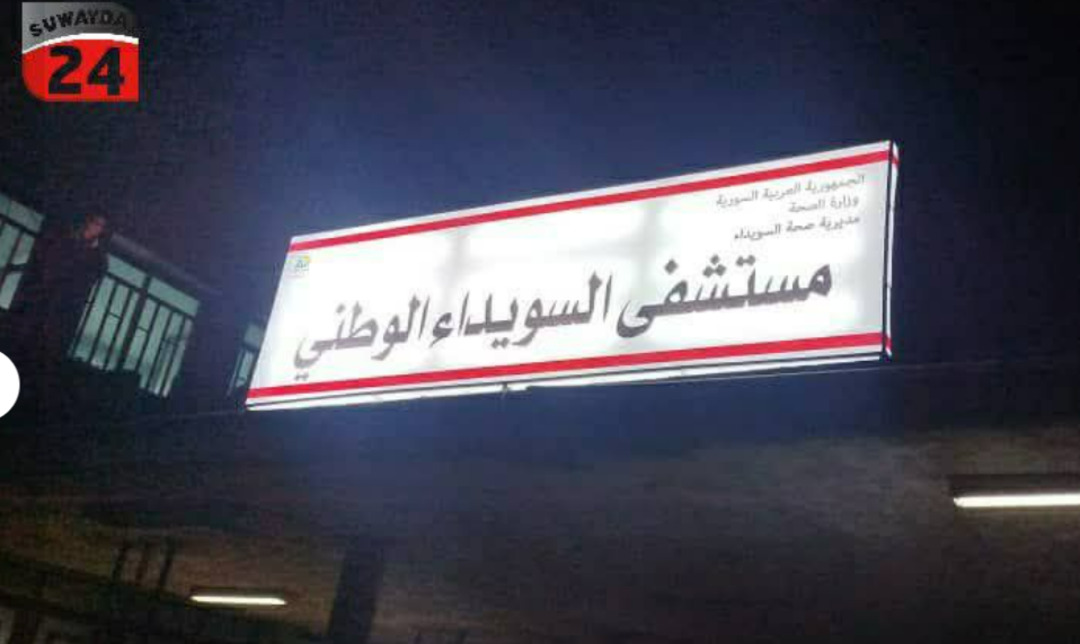 SUWAYDA
24
الجمهورية العربية السورية
وزارة الصحة
مديرية صحة السويداء
مستشفى السويداء الوطني